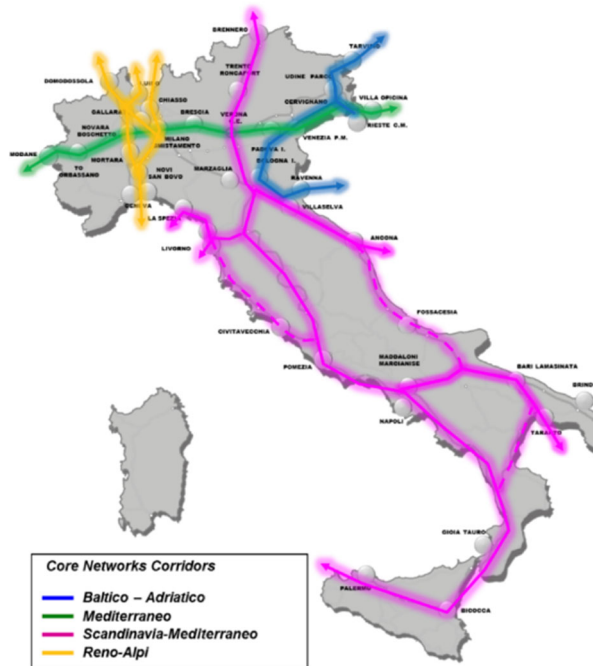 BRENNERO
TARVISIO
TRENTO
RONCAFORT
UDINE PARCO
DOMODOSSOLA
CHIASSO
CERVIGNANO
VILLA OPICINA
GALLARATE
BRESCIA
VERONA
Q.E.
NOVARA
BOSCHETTO
MILANO
SMISTAMENTO
VENEZIA P.M.
MODANE
MORTARA
PADOVA I.
BOLOGNA I.
TO
ORBASSANO
NOVI
SAN BOVO
MARZAGLIA
RAVENNA
GENOVA
VILLASELVA
LA SPEZIA
ANCONA
LIVORNO
FOSSACESIA
CIVITAVECCHIA
MADDALONI
MARCIANISE
POMEZIA
BARI LAMASINATA
NAPOLI
TARANTO
GIOIA TAURO
PALERMO
BICOCCA
Core Networks Corridors
Baltico – Adriatico
Mediterraneo
Scandinavia-Mediterraneo
Reno-Alpi